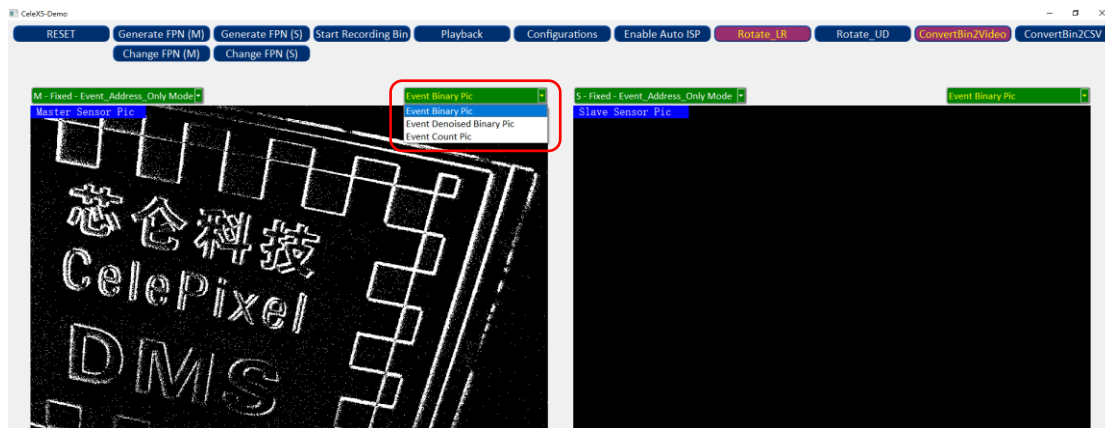 CeleX5-Demo
RESET
Generate FPN (M)
Generate FPN (S)
Start Recording Bin
Playback
Configurations
Enable Auto ISP
Rotate_LR
Rotate_UD
ConvertBin2Video
ConvertBin2CSV
Change FPN (M)
Change FPN (S)
M - Fixed - Event_Address_Only Mode
Event Binary Pic
S - Fixed - Event_Address_Only Mode
Event Binary Pic
Master Sensor Pic
Event Binary Pic
Event Denoised Binary Pic
Event Count Pic
Slave Sensor Pic
芯仑科技
CelePixel
DMS